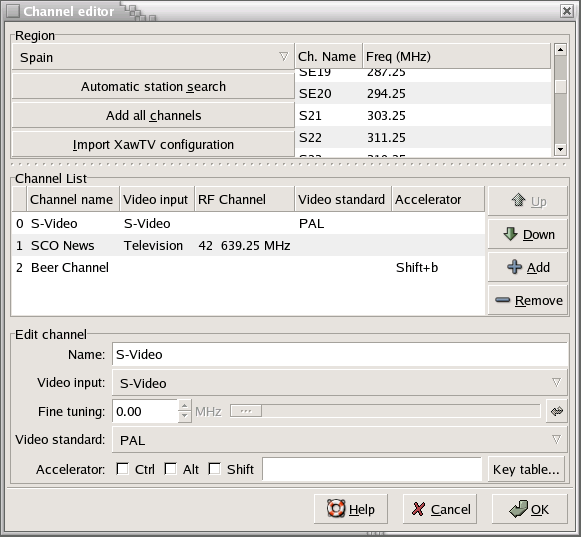 Channel editor
Region
Spain
Automatic station search
Add all channels
Import XawTV configuration
Ch. Name Freq (MHz)
SE19 287.25
SE20 294.25
S21 303.25
S22 311.25
Channel List
Channel name Video input RF Channel Video standard Accelerator
0 S-Video S-Video PAL
1 SCO News Television 42 639.25 MHz
2 Beer Channel Shift+b
Up
Down
Add
Remove
Edit channel
Name: S-Video
Video input: S-Video
Fine tuning: 0.00 MHz
Video standard: PAL
Accelerator: Ctrl Alt Shift Key table...
Help Cancel OK